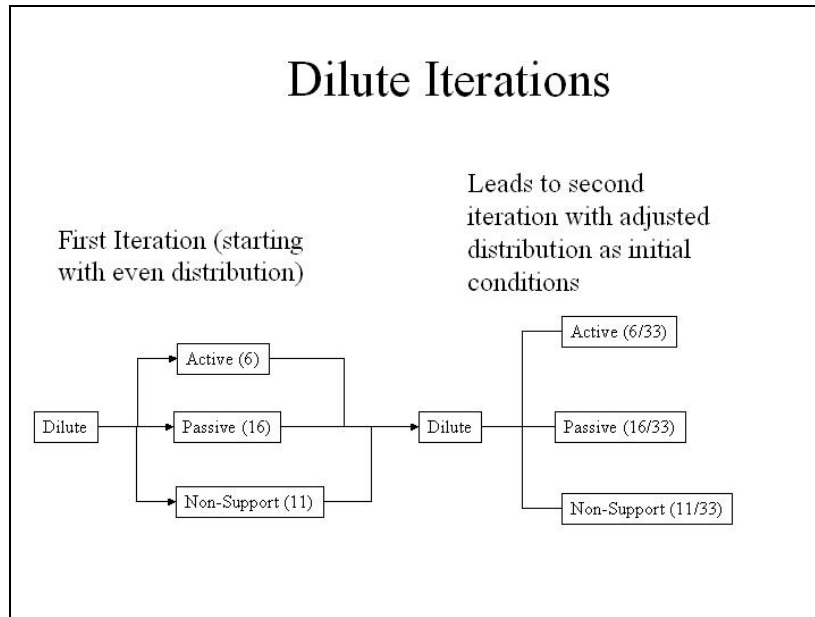 Dilute Iterations
First Iteration (starting
with even distribution)
Leads to second
iteration with adjusted
distribution as initial
conditions
Dilute
Active (6)
Passive (16)
Non-Support (11)
Dilute
Active (6/33)
Passive (16/33)
Non-Support (11/33)